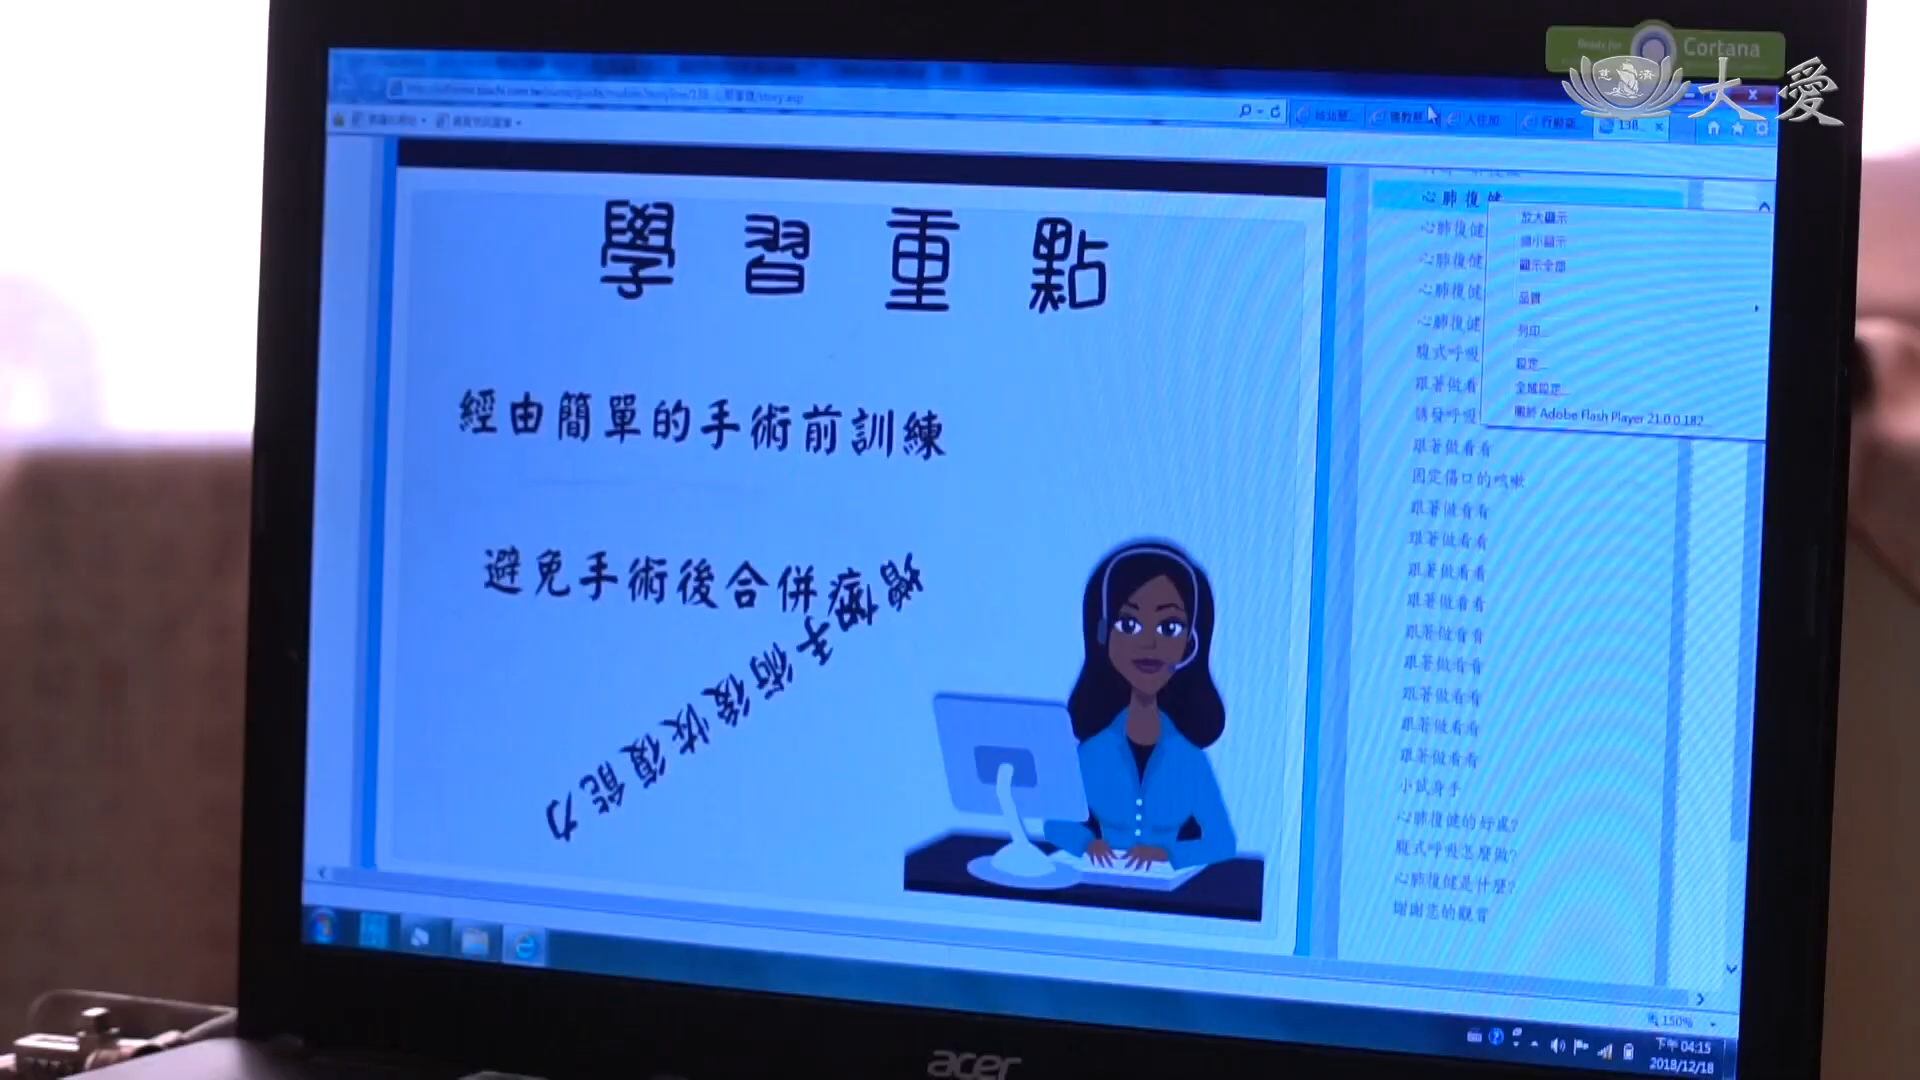 Ready for
Cortana
慈濟
大愛
138...
學習重點
經由簡單的手術前訓練
避免手術後合併症
增加手術後恢復能力
心肺復健
心肺復健
心肺復健
心肺復健
心肺復健
腹式呼吸
跟著做看
誘發呼吸
跟著做看看
固定傷口的咳嗽
跟著做看看
跟著做看看
跟著做看看
跟著做看看
跟著做看看
跟著做看看
跟著做看看
跟著做看看
跟著做看看
小試身手
心肺復健的好處?
腹式呼吸怎麼做?
心肺復健是什麼?
謝謝您的觀賞
放大顯示
縮小顯示
顯示全部
品質
列印...
設定...
全域設定...
關於 Adobe Flash Player 21.0.0.182...
150%
下午 04:15
2018/12/18
acer